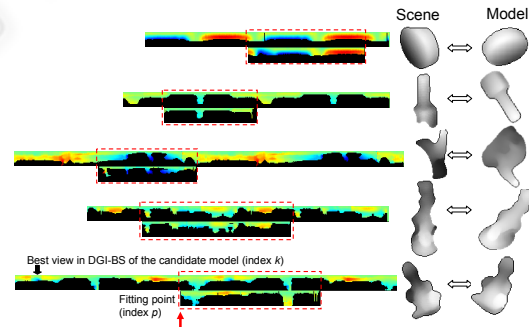 Scene Model
Best view in DGI-BS of the candidate model (index k)
Fitting point
(index p)